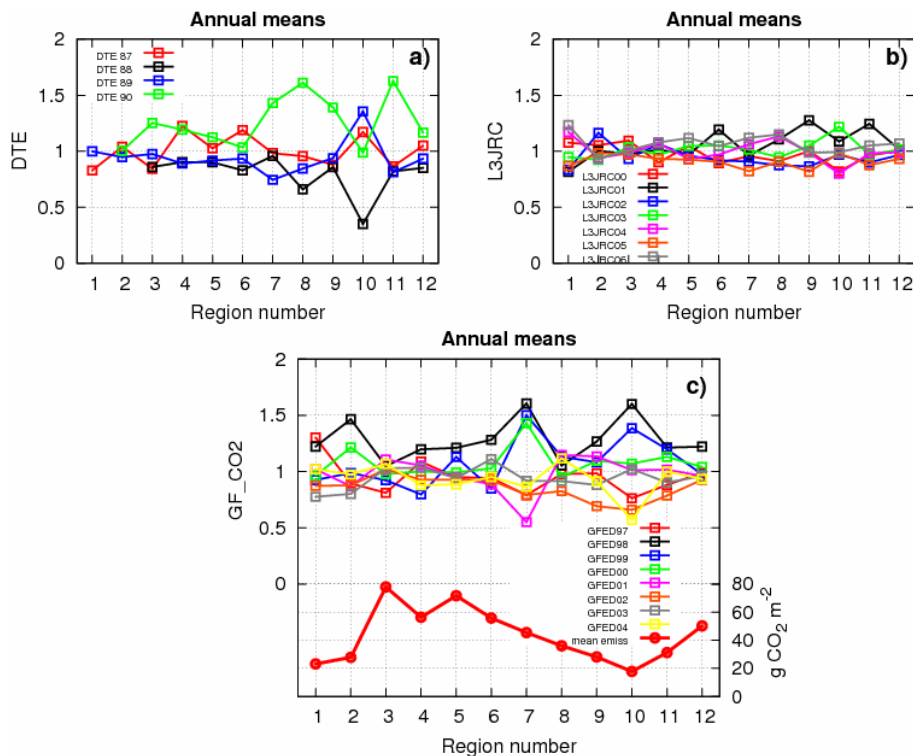 Annual means
a)
DTE 87
DTE 88
DTE 89
DTE 90
2
1.5
1
0.5
0
DTE
1 2 3 4 5 6 7 8 9 10 11 12
Region number
Annual means
b)
2
1.5
1
0.5
0
L3JRC
L3JRC00
L3JRC01
L3JRC02
L3JRC03
L3JRC04
L3JRC05
L3JRC06
1 2 3 4 5 6 7 8 9 10 11 12
Region number
Annual means
c)
2
1.5
1
0.5
0
GF_CO2
GFED97
GFED98
GFED99
GFED00
GFED01
GFED02
GFED03
GFED04
mean emiss
80
60
40
20
0
g CO₂ m⁻²
1 2 3 4 5 6 7 8 9 10 11 12
Region number